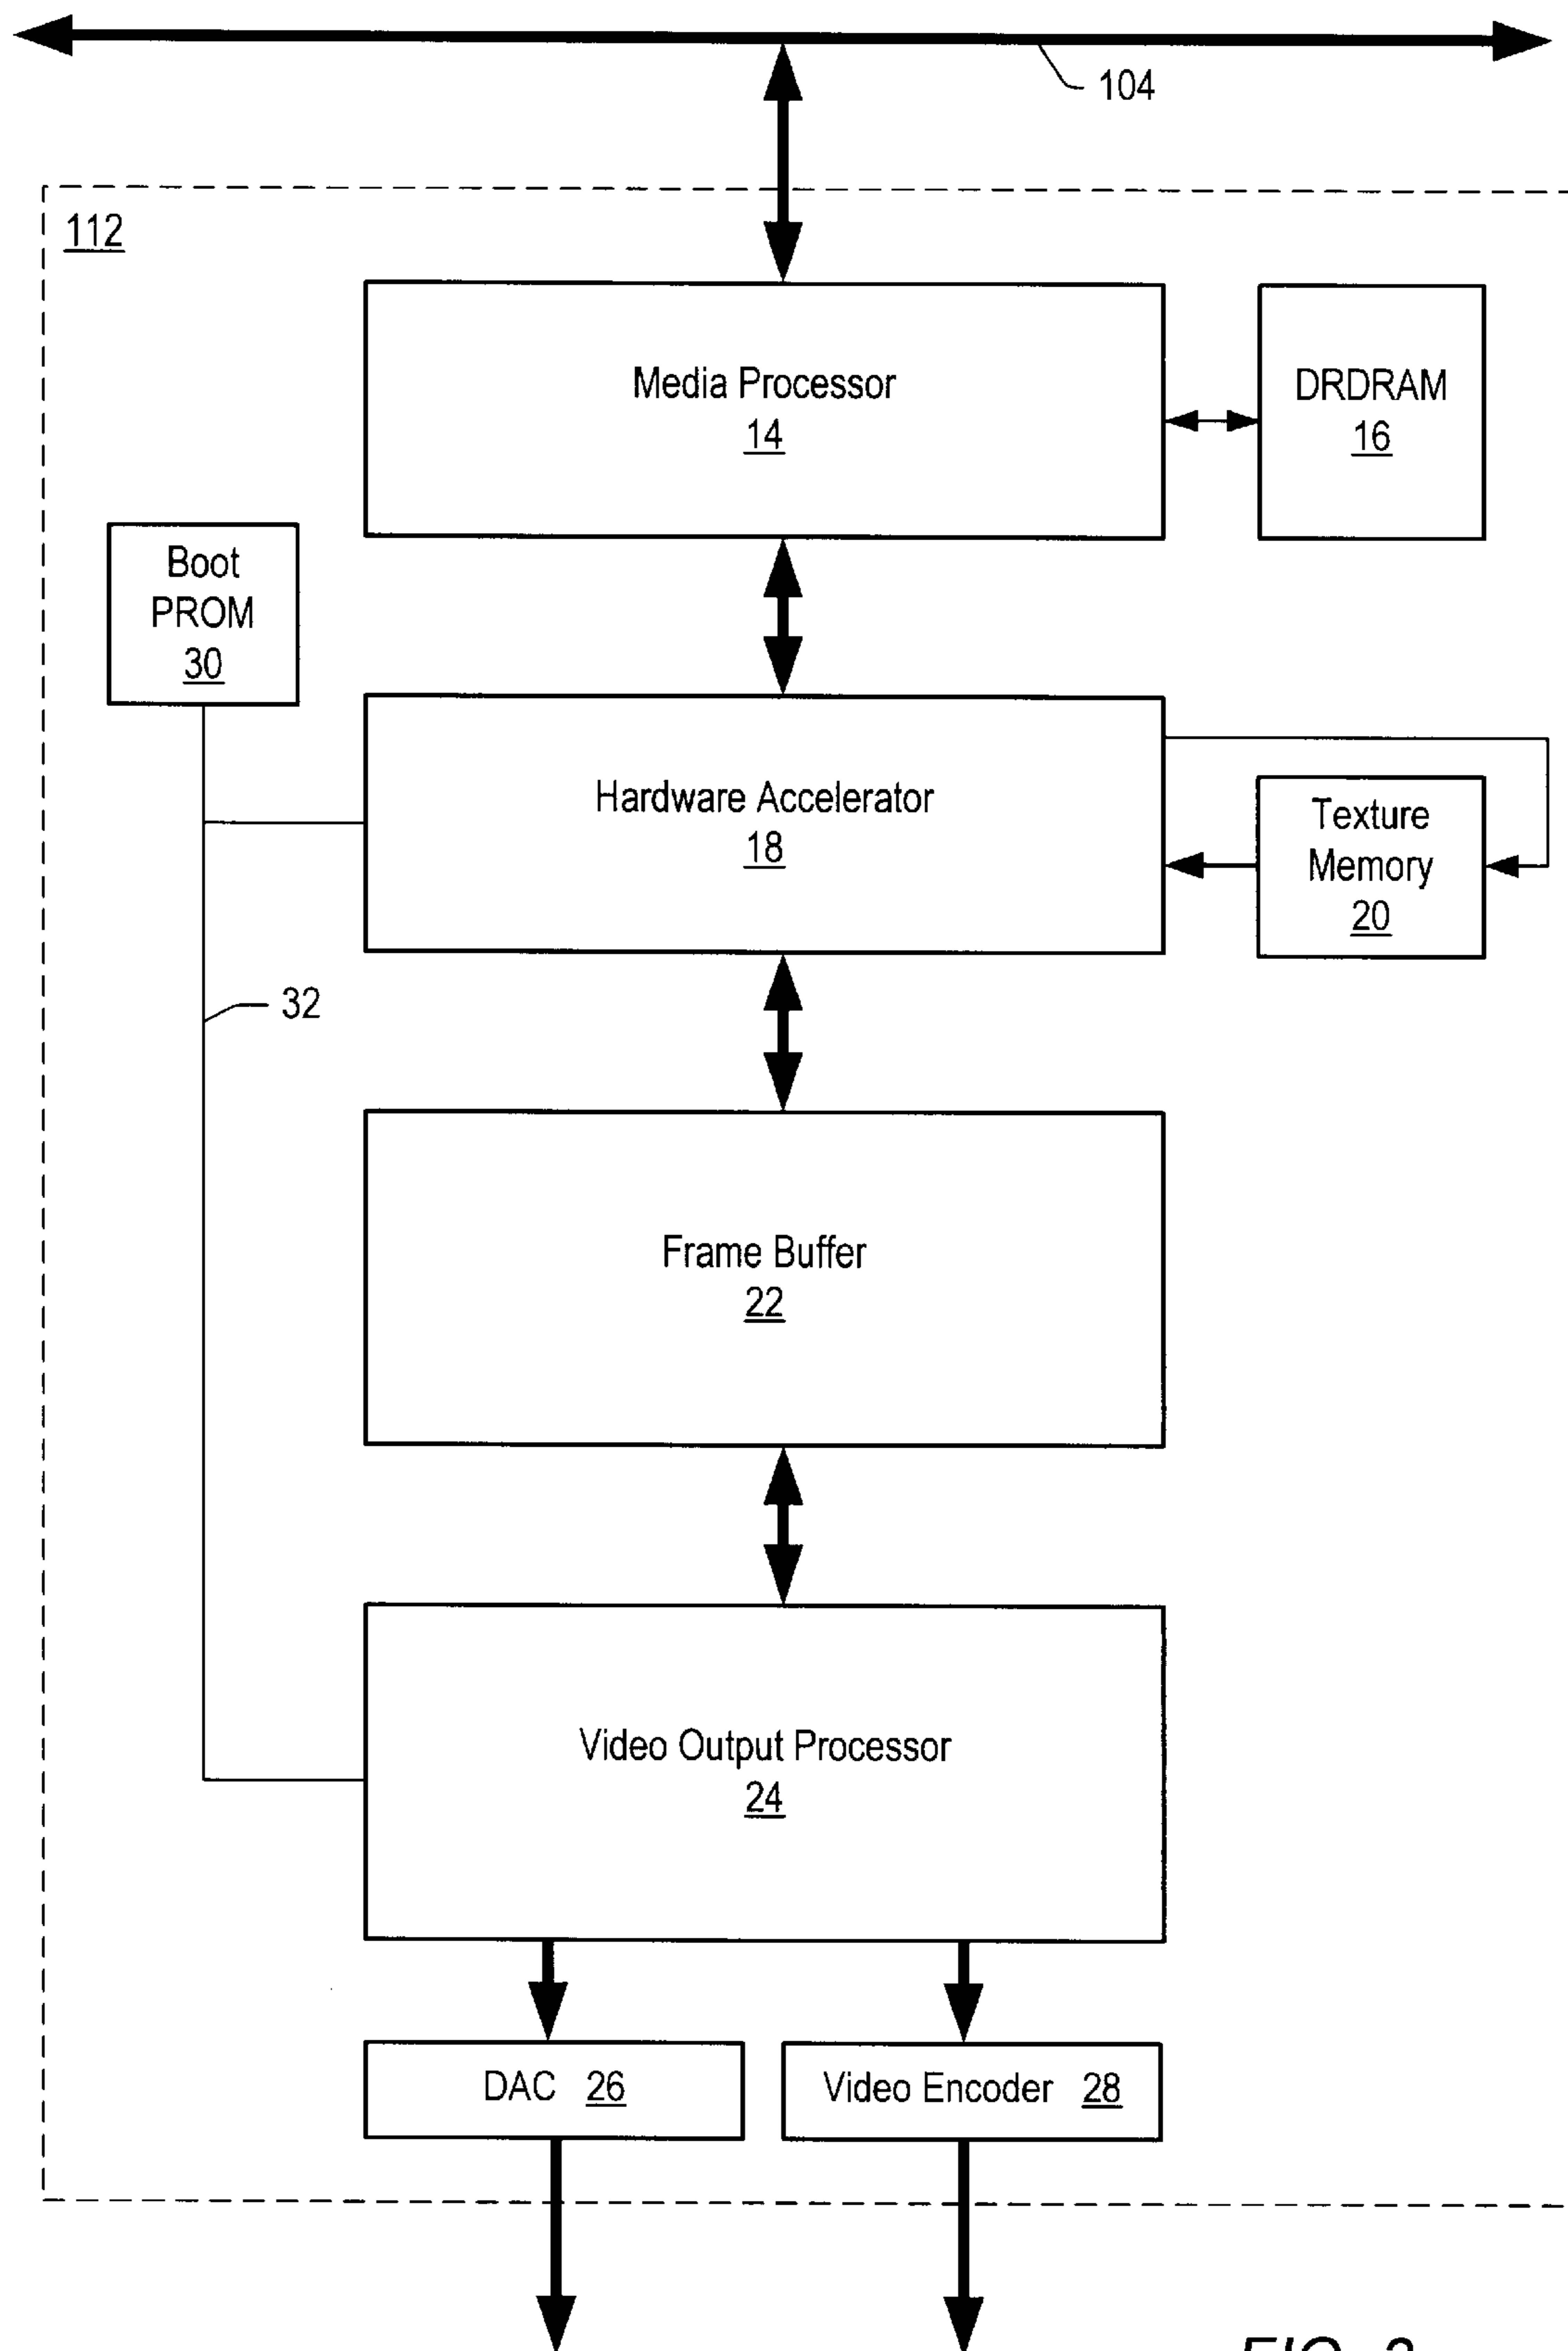 104
112
Media Processor
14
DRDRAM
16
Boot
PROM
30
Hardware Accelerator
18
Texture
Memory
20
32
Frame Buffer
22
Video Output Processor
24
DAC 26
Video Encoder 28